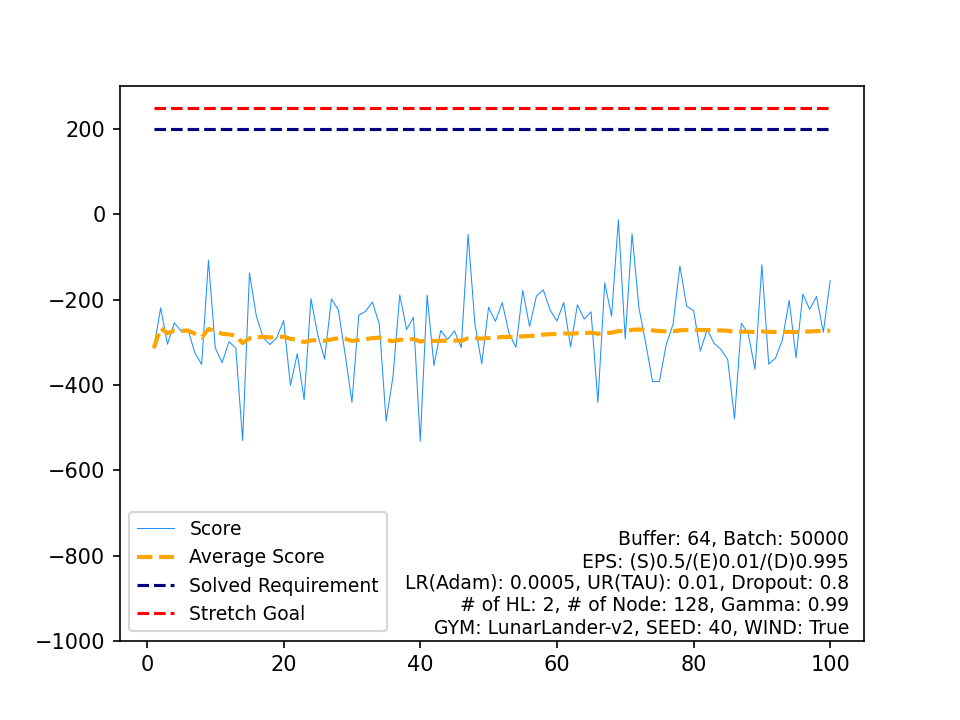 200
0
−200
−400
−600
−800
−1000
Score
Average Score
Solved Requirement
Stretch Goal
Buffer: 64, Batch: 50000
EPS: (S)0.5/(E)0.01/(D)0.995
LR(Adam): 0.0005, UR(TAU): 0.01, Dropout: 0.8
# of HL: 2, # of Node: 128, Gamma: 0.99
GYM: LunarLander-v2, SEED: 40, WIND: True
0 20 40 60 80 100